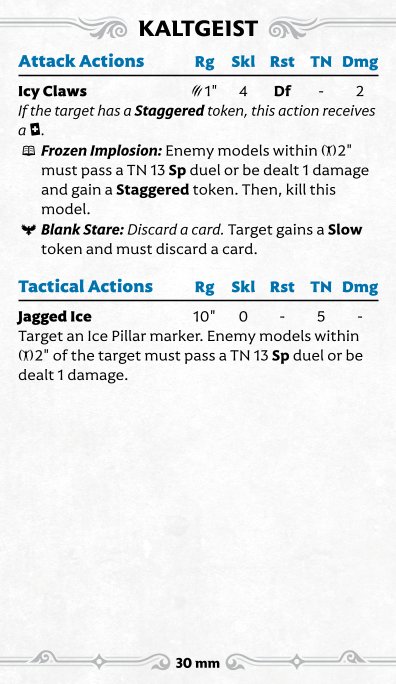 KALTGEIST
Attack Actions Rg Skl Rst TN Dmg
Icy Claws 1" 4 Df - 2
If the target has a Staggered token, this action receives
a .
Frozen Implosion: Enemy models within 2"
must pass a TN 13 Sp duel or be dealt 1 damage
and gain a Staggered token. Then, kill this
model.
Blank Stare: Discard a card. Target gains a Slow
token and must discard a card.
Tactical Actions Rg Skl Rst TN Dmg
Jagged Ice 10" 0 - 5 -
Target an Ice Pillar marker. Enemy models within
2" of the target must pass a TN 13 Sp duel or be
dealt 1 damage.
30 mm